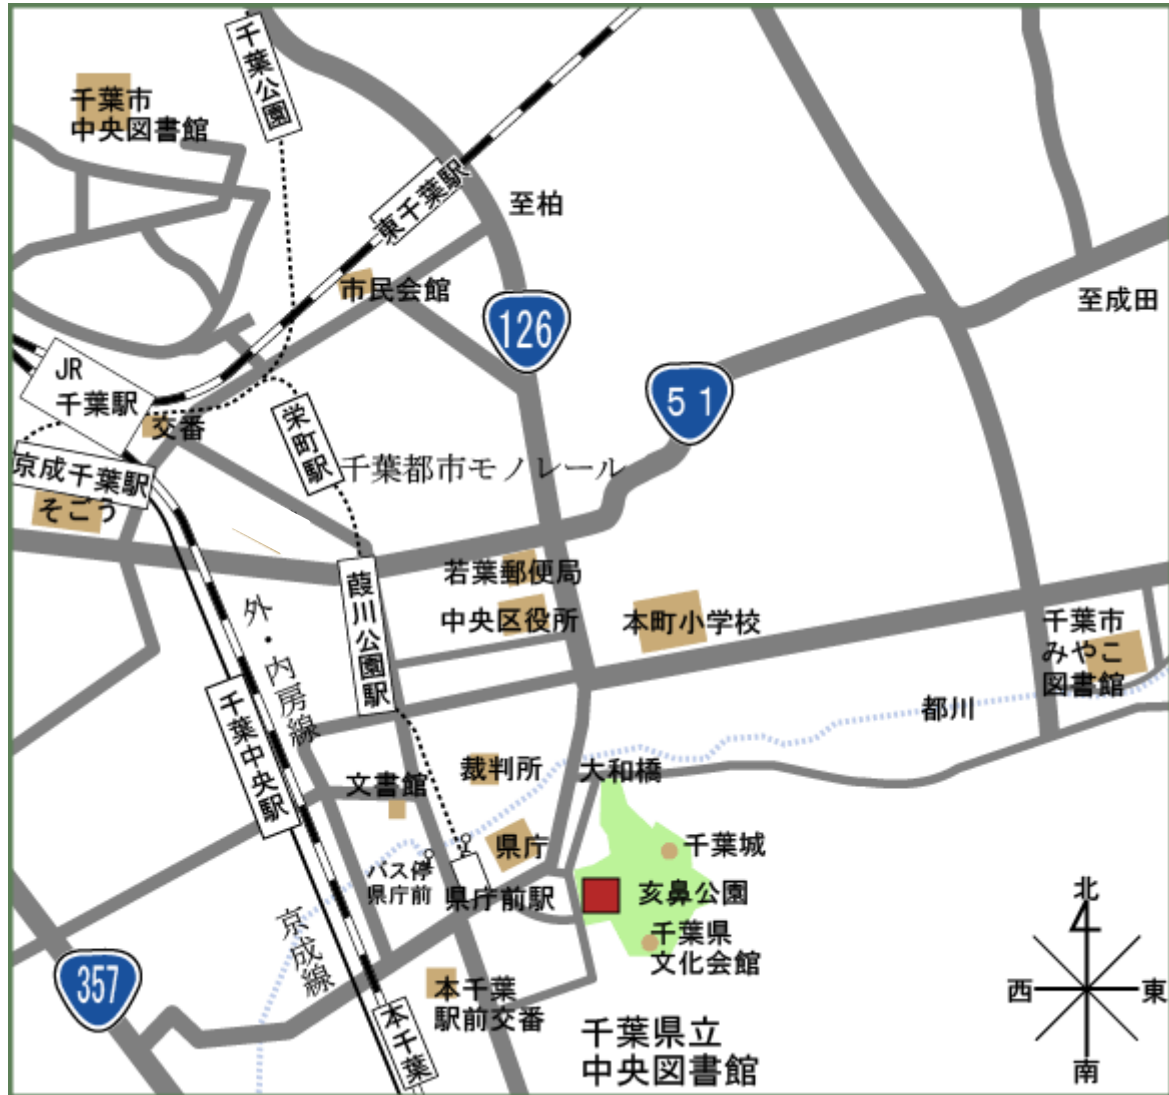 千葉公園
千葉市
中央図書館
東千葉駅
至柏
市民会館
126
至成田
JR
千葉駅
51
交番
栄町駅
京成千葉駅
千葉都市モノレール
そごう
若葉郵便局
葭川公園駅
外・内房線
中央区役所
本町小学校
千葉市
みやこ
図書館
千葉中央駅
都川
裁判所
大和橋
文書館
県庁
千葉城
バス停
県庁前
県庁前駅
亥鼻公園
京成線
千葉県
文化会館
北
357
西
東
本千葉
駅前交番
本千葉
千葉県立
中央図書館
南